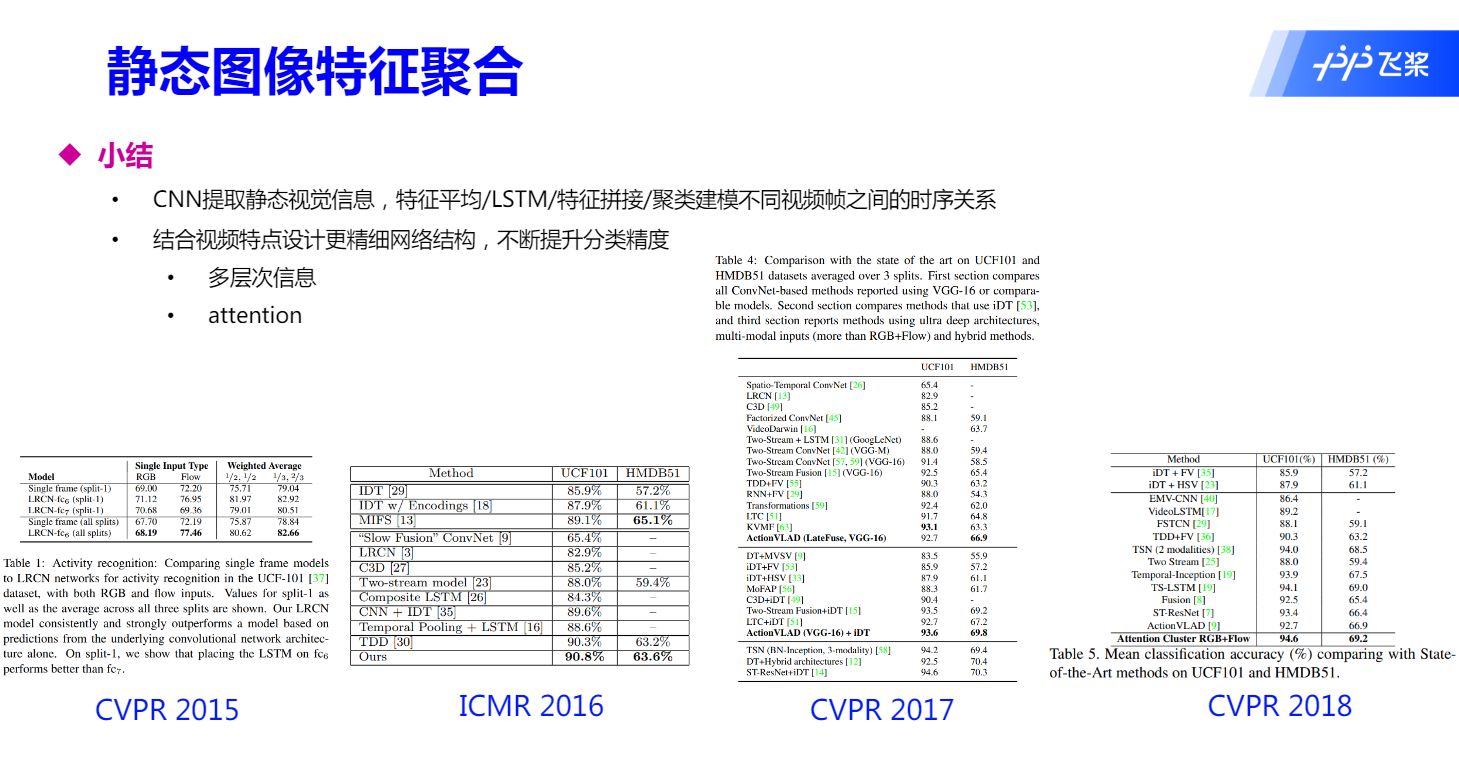 静态图像特征聚合
飞桨
小结
CNN提取静态视觉信息，特征平均/LSTM/特征拼接/聚类建模不同视频帧之间的时序关系
结合视频特点设计更精细网络结构，不断提升分类精度
多层次信息
attention
Single Input Type Weighted Average
Model RGB Flow 1/2, 1/2 1/3, 2/3
Single frame (split-1) 69.00 72.20 75.71 79.04
LRCN-fc6 (split-1) 71.12 76.95 81.97 82.92
LRCN-fc7 (split-1) 70.68 69.36 79.01 80.51
Single frame (all splits) 67.70 72.19 75.87 78.84
LRCN-fc6 (all splits) 68.19 77.46 80.62 82.66
Table 1: Activity recognition: Comparing single frame models
to LRCN networks for activity recognition in the UCF-101 [37]
dataset, with both RGB and flow inputs. Values for split-1 as
well as the average across all three splits are shown. Our LRCN
model consistently and strongly outperforms a model based on
predictions from the underlying convolutional network architec-
ture alone. On split-1, we show that placing the LSTM on fc6
performs better than fc7.
CVPR 2015
Method UCF101 HMDB51
IDT [29] 85.9% 57.2%
IDT w/ Encodings [18] 87.9% 61.1%
MIFS [13] 89.1% 65.1%
“Slow Fusion” ConvNet [9] 65.4% –
LRCN [3] 82.9% –
C3D [27] 85.2% –
Two-stream model [23] 88.0% 59.4%
Composite LSTM [26] 84.3% –
CNN + IDT [35] 89.6% –
Temporal Pooling + LSTM [16] 88.6% –
TDD [30] 90.3% 63.2%
Ours 90.8% 63.6%
ICMR 2016
Table 4: Comparison with the state of the art on UCF101 and
HMDB51 datasets averaged over 3 splits. First section compares
all ConvNet-based methods reported using VGG-16 or compara-
ble models. Second section compares methods that use iDT [53],
and third section reports methods using ultra deep architectures,
multi-modal inputs (more than RGB+Flow) and hybrid methods.
UCF101 HMDB51
Spatio-Temporal ConvNet [26] 65.4 -
LRCN [13] 82.9 -
C3D [49] 85.2 -
Factorized ConvNet [45] 88.1 59.1
VideoDarwin [16] - 63.7
Two-Stream + LSTM [31] (GoogLeNet) 88.6 -
Two-Stream ConvNet [42] (VGG-M) 88.0 59.4
Two-Stream ConvNet [57, 59] (VGG-16) 91.4 58.5
Two-Stream Fusion [15] (VGG-16) 92.5 65.4
TDD+FV [55] 90.3 63.2
RNN+FV [29] 88.0 54.3
Transformations [59] 92.4 62.0
LTC [51] 91.7 64.8
KVMF [63] 93.1 63.3
ActionVLAD (LateFuse, VGG-16) 92.7 66.9
DT+MVSV [9] 83.5 55.9
iDT+FV [53] 85.9 57.2
iDT+HSV [33] 87.9 61.1
MoFAP [56] 88.3 61.7
C3D+iDT [49] 90.4 -
Two-Stream Fusion+iDT [15] 93.5 69.2
LTC+iDT [51] 92.7 67.2
ActionVLAD (VGG-16) + iDT 93.6 69.8
TSN (BN-Inception, 3-modality) [58] 94.2 69.4
DT+Hybrid architectures [12] 92.5 70.4
ST-ResNet+iDT [14] 94.6 70.3
CVPR 2017
Method UCF101(%) HMDB51 (%)
iDT + FV [35] 85.9 57.2
iDT + HSV [23] 87.9 61.1
EMV-CNN [40] 86.4 -
VideoLSTM[17] 89.2 -
FSTCN [29] 88.1 59.1
TDD+FV [36] 90.3 63.2
TSN (2 modalities) [38] 94.0 68.5
Two Stream [25] 88.0 59.4
Temporal-Inception [19] 93.9 67.5
TS-LSTM [19] 94.1 69.0
Fusion [8] 92.5 65.4
ST-ResNet [7] 93.4 66.4
ActionVLAD [9] 92.7 66.9
Attention Cluster RGB+Flow 94.6 69.2
Table 5. Mean classification accuracy (%) comparing with State-
of-the-Art methods on UCF101 and HMDB51.
CVPR 2018